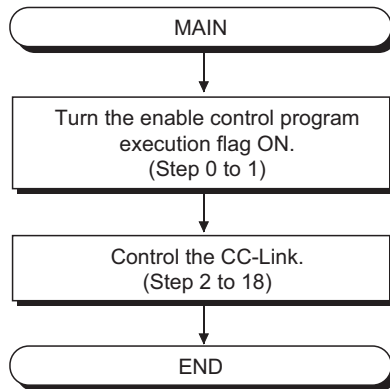 MAIN
Turn the enable control program
execution flag ON.
(Step 0 to 1)
Control the CC-Link.
(Step 2 to 18)
END